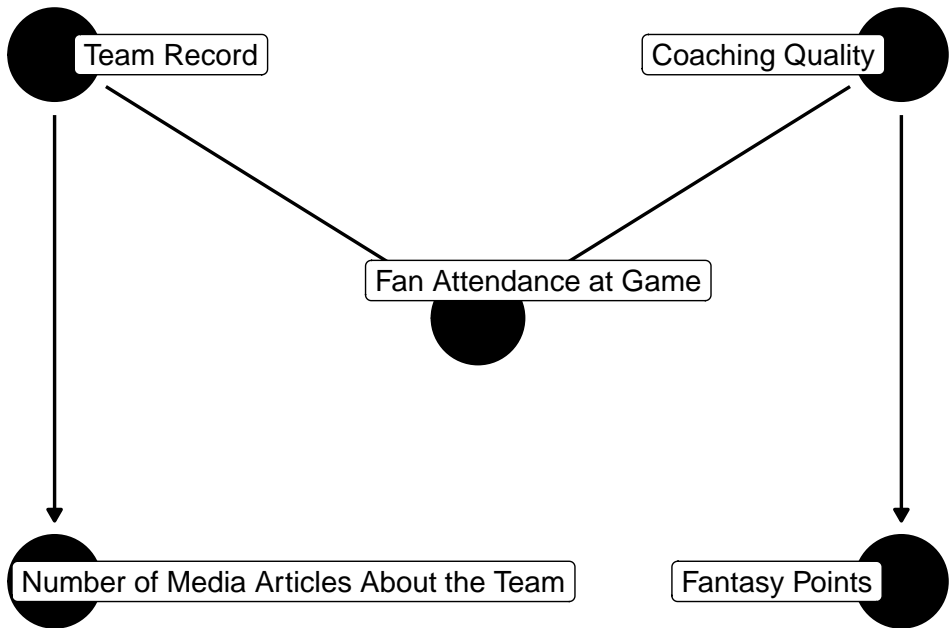 Team Record
Coaching Quality
Fan Attendance at Game
Number of Media Articles About the Team
Fantasy Points